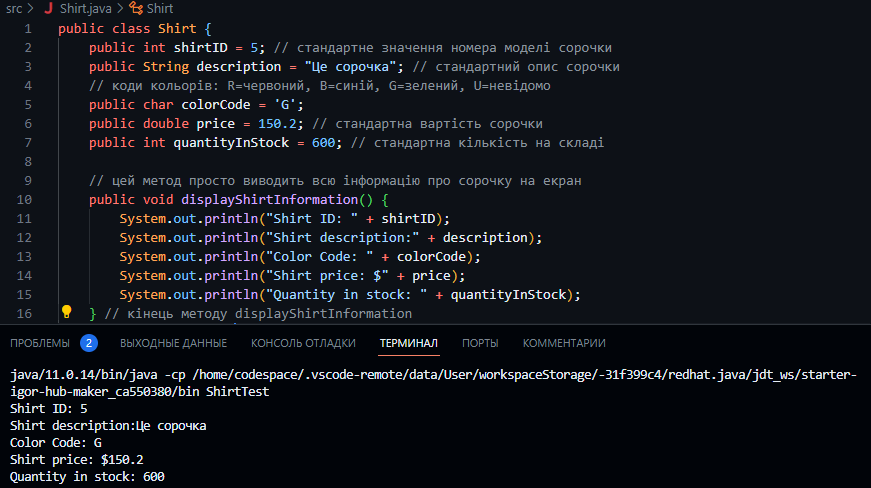 src > J Shirt.java > Shirt
1 public class Shirt {
2 public int shirtID = 5; // стандартне значення номера моделі сорочки
3 public String description = "Це сорочка"; // стандартний опис сорочки
4 // коди кольорів: R=червоний, B=синій, G=зелений, U=невідомо
5 public char colorCode = 'G';
6 public double price = 150.2; // стандартна вартість сорочки
7 public int quantityInStock = 600; // стандартна кількість на складі
8
9 // цей метод просто виводить всю інформацію про сорочку на екран
10 public void displayShirtInformation() {
11 System.out.println("Shirt ID: " + shirtID);
12 System.out.println("Shirt description:" + description);
13 System.out.println("Color Code: " + colorCode);
14 System.out.println("Shirt price: $" + price);
15 System.out.println("Quantity in stock: " + quantityInStock);
16 } // кінець методу displayShirtInformation
ПРОБЛЕМЫ 2 ВЫХОДНЫЕ ДАННЫЕ КОНСОЛЬ ОТЛАДКИ ТЕРМИНАЛ ПОРТЫ КОММЕНТАРИИ
java/11.0.14/bin/java -cp /home/codespace/.vscode-remote/data/User/workspaceStorage/-31f399c4/redhat.java/jdt_ws/starter-
igor-hub-maker_ca550380/bin ShirtTest
Shirt ID: 5
Shirt description:Це сорочка
Color Code: G
Shirt price: $150.2
Quantity in stock: 600